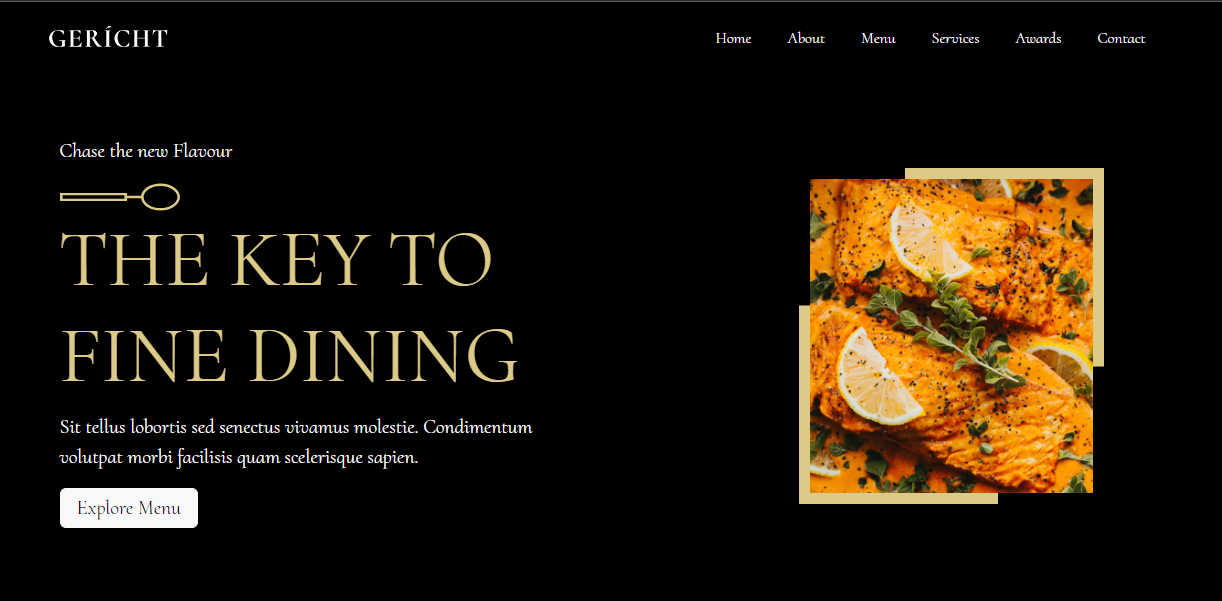 GERÍCHT
Home About Menu Services Awards Contact
Chase the new Flavour
THE KEY TO
FINE DINING
Sit tellus lobortis sed senectus vivamus molestie. Condimentum
volutpat morbi facilisis quam scelerisque sapien.
Explore Menu